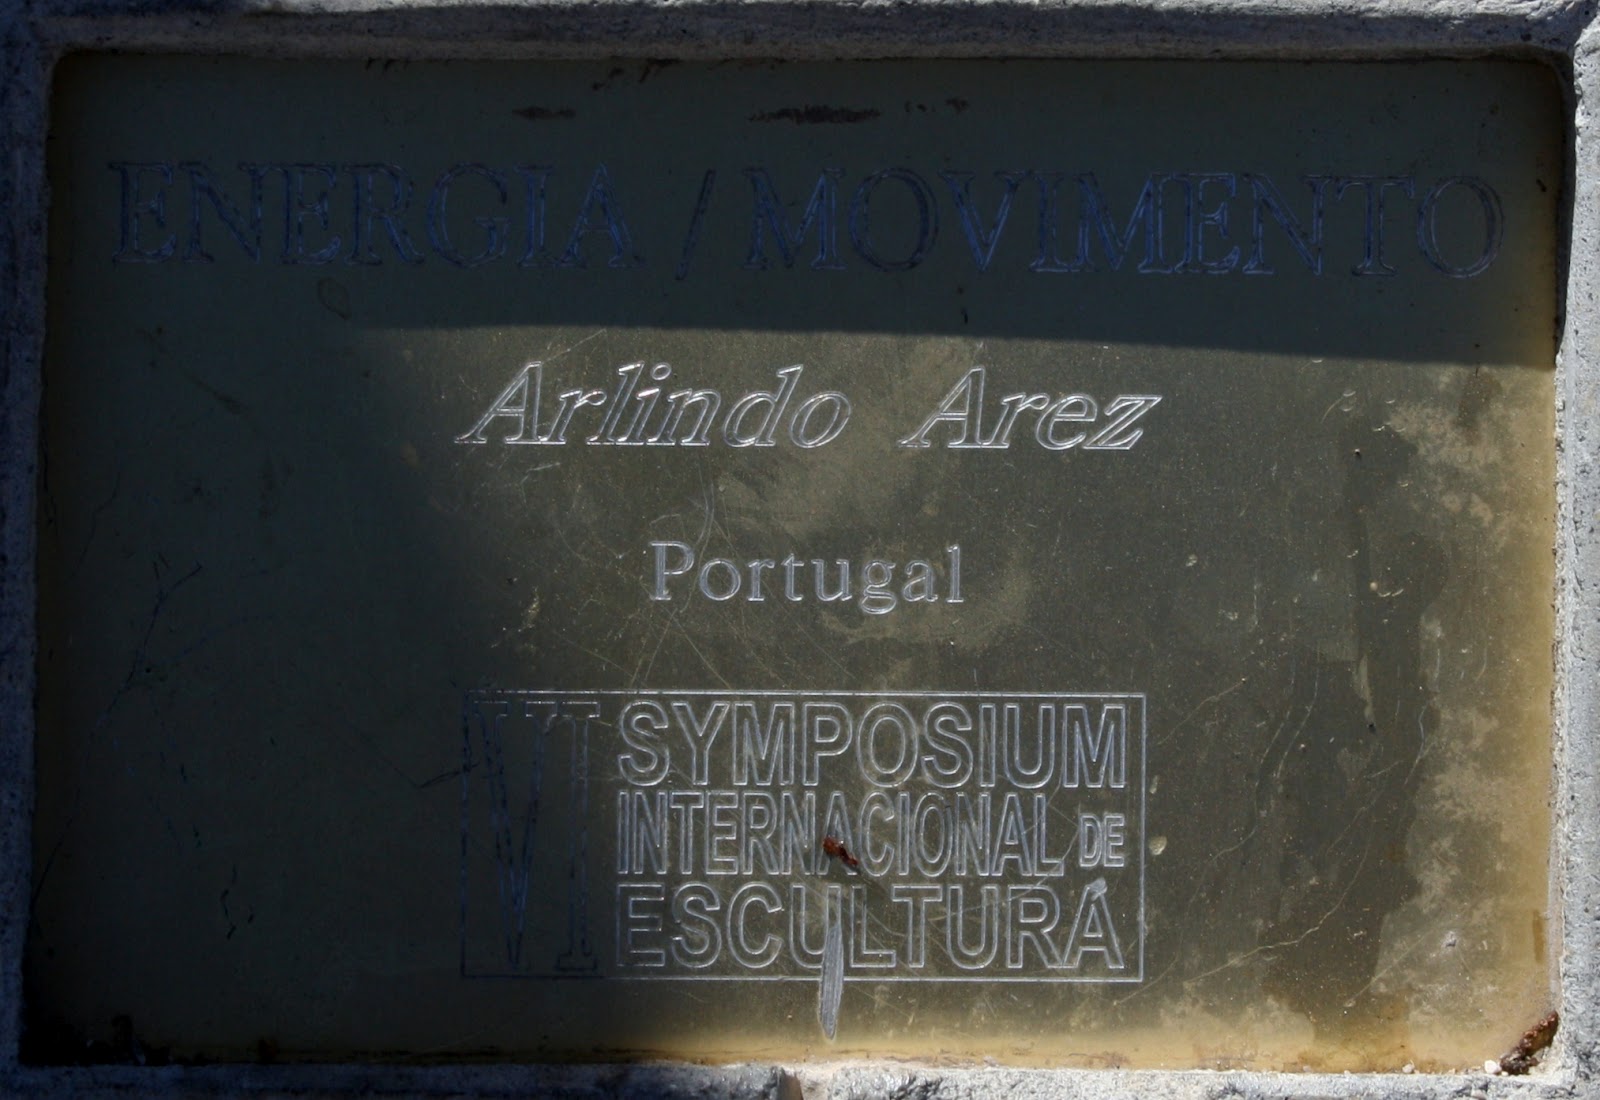 ENERGIA / MOVIMENTO
Arlindo Arez
Portugal
VI
SYMPOSIUM
INTERNACIONAL DE
ESCULTURA